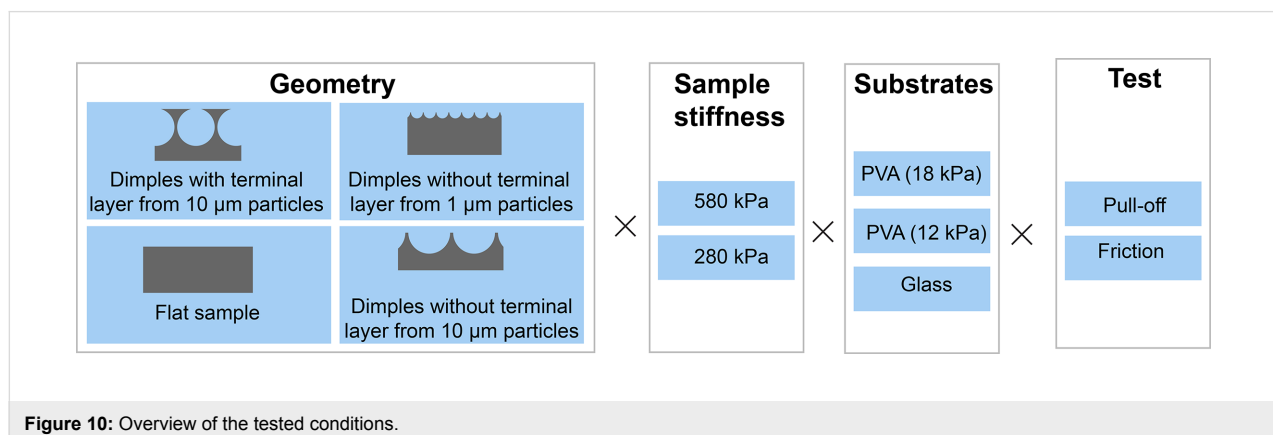 Geometry
Dimples with terminal
layer from 10 µm particles
Dimples without terminal
layer from 1 µm particles
Flat sample
Dimples without terminal
layer from 10 µm particles
×
Sample
stiffness
580 kPa
280 kPa
×
Substrates
PVA (18 kPa)
PVA (12 kPa)
Glass
×
Test
Pull-off
Friction
Figure 10: Overview of the tested conditions.